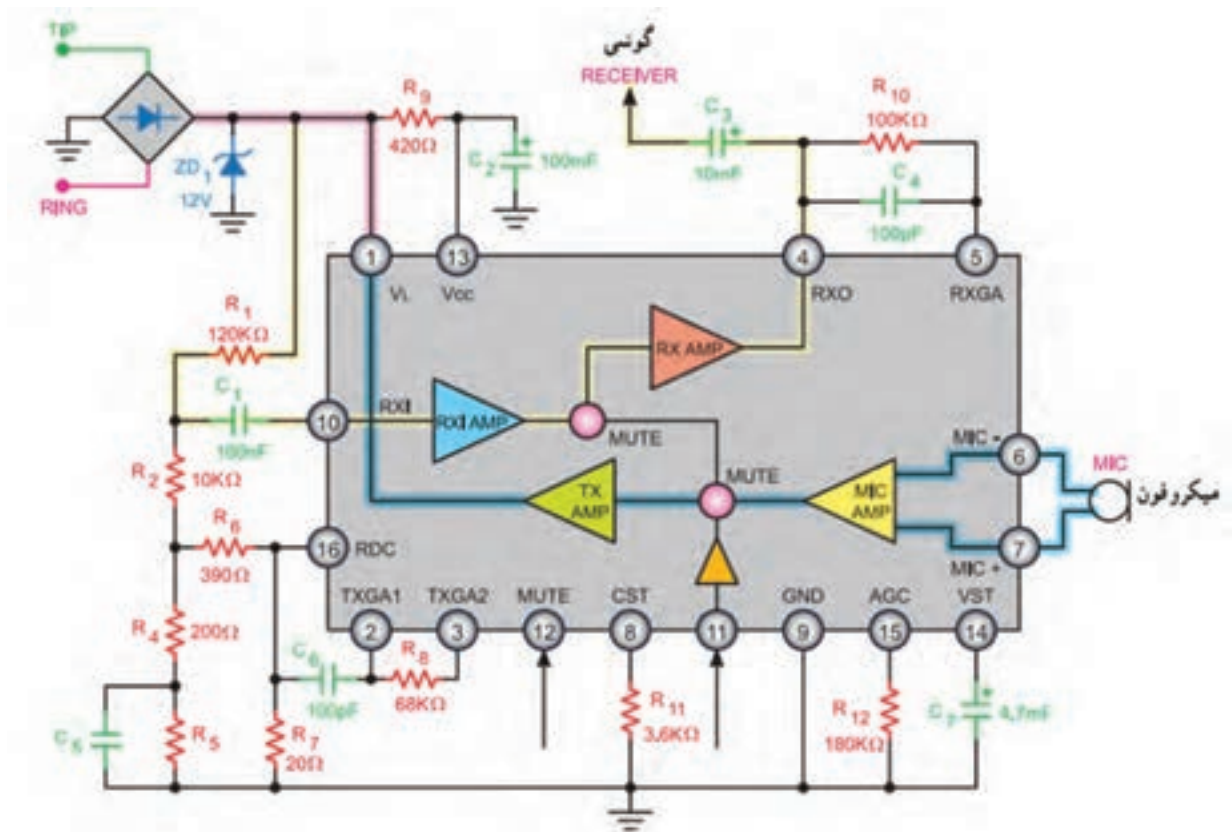 TIP
RING
ZD1
12V
R9
420Ω
C2
100mF
گوشی
RECEIVER
C3
10mF
R10
100KΩ
C4
100pF
1
VL
13
Vcc
4
RXO
5
RXGA
R1
120KΩ
C1
100nF
10
RXI
RXI AMP
RX AMP
MUTE
MUTE
TX AMP
MIC AMP
MIC -
6
MIC
میکروفون
7
MIC +
R2
10KΩ
R6
390Ω
16
RDC
TXGA1
TXGA2
MUTE
CST
GND
AGC
VST
2
3
12
8
11
9
15
14
R4
200Ω
C6
100pF
R8
68KΩ
C5
R5
R7
20Ω
R11
3,6KΩ
R12
180KΩ
C7
4,7mF